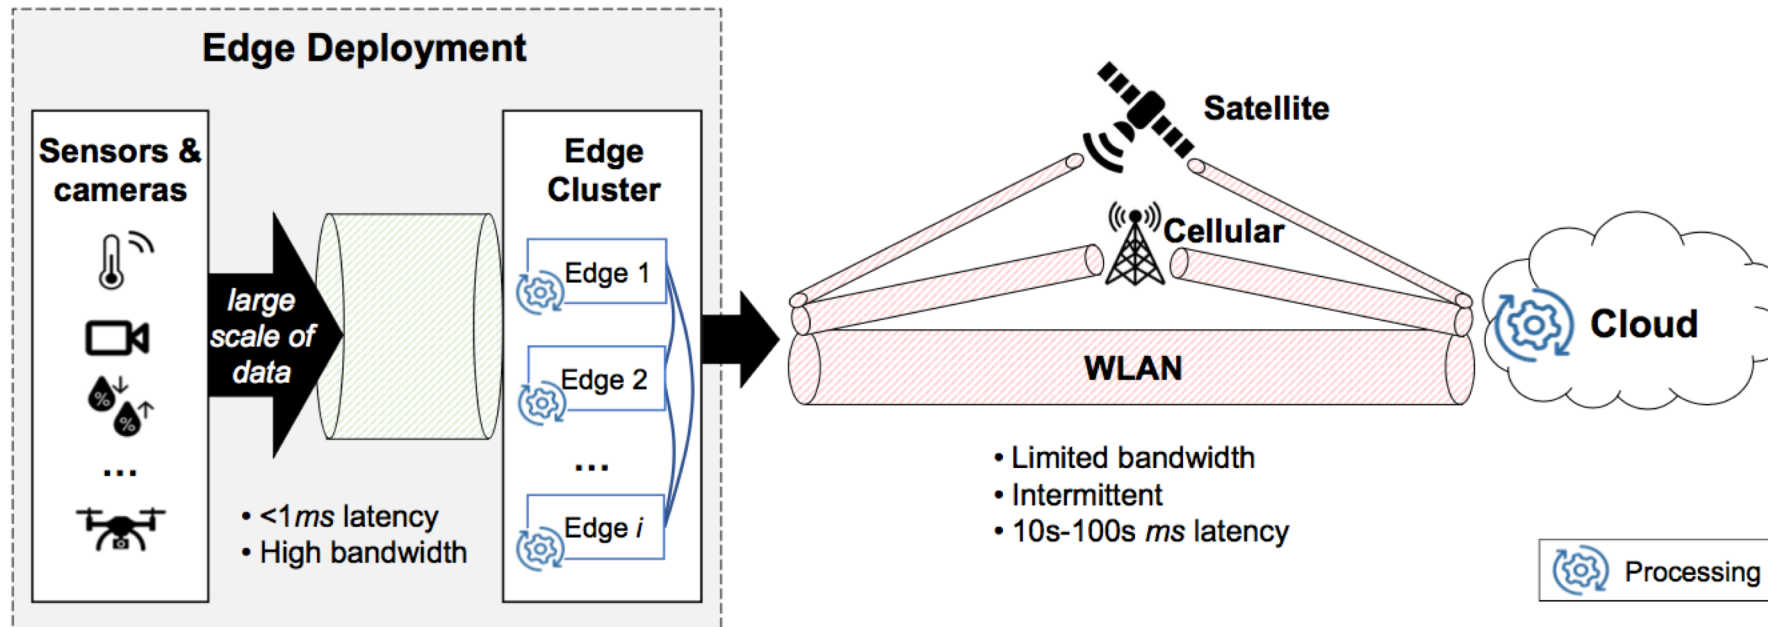 Edge Deployment
Sensors &
cameras
%
%
...
large
scale of
data
• <1ms latency
• High bandwidth
Edge
Cluster
Edge 1
Edge 2
...
Edge i
Satellite
Cellular
WLAN
• Limited bandwidth
• Intermittent
• 10s-100s ms latency
Cloud
Processing